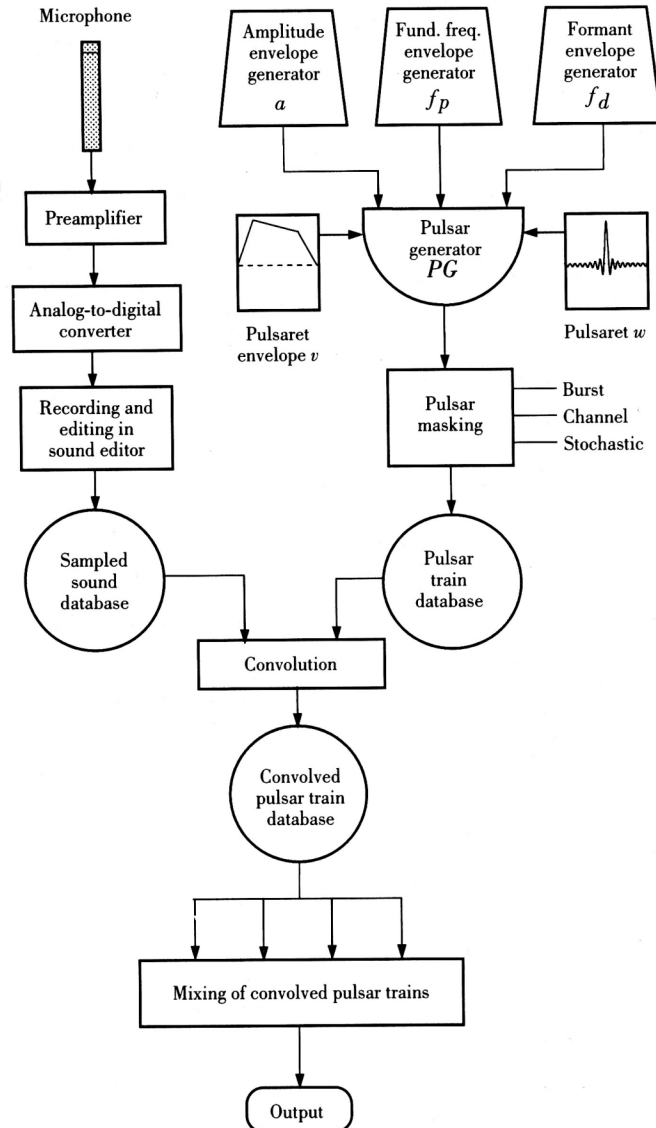 Microphone
Preamplifier
Analog-to-digital
converter
Recording and
editing in
sound editor
Sampled
sound
database
Amplitude
envelope
generator
a
Fund. freq.
envelope
generator
fp
Formant
envelope
generator
fd
Pulsar
generator
PG
Pulsaret
envelope v
Pulsaret w
Pulsar
masking
Burst
Channel
Stochastic
Pulsar
train
database
Convolution
Convolved
pulsar train
database
Mixing of convolved pulsar trains
Output